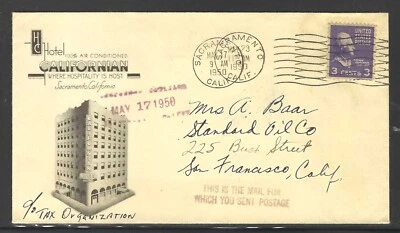 HC
Hotel
100% AIR CONDITIONED
CALIFORNIAN
WHERE HOSPITALITY IS HOST
Sacramento California
SACRAMENTO
1950
CALIF.
UNITED STATES
3 CENTS 3
MAY 17 1950
Mrs A. Baar
Standard Oil Co
225 Bush Street
San Francisco, Calif
THIS IS THE MAIL FOR
WHICH YOU SENT POSTAGE
c/o TAX ORGANIZATION